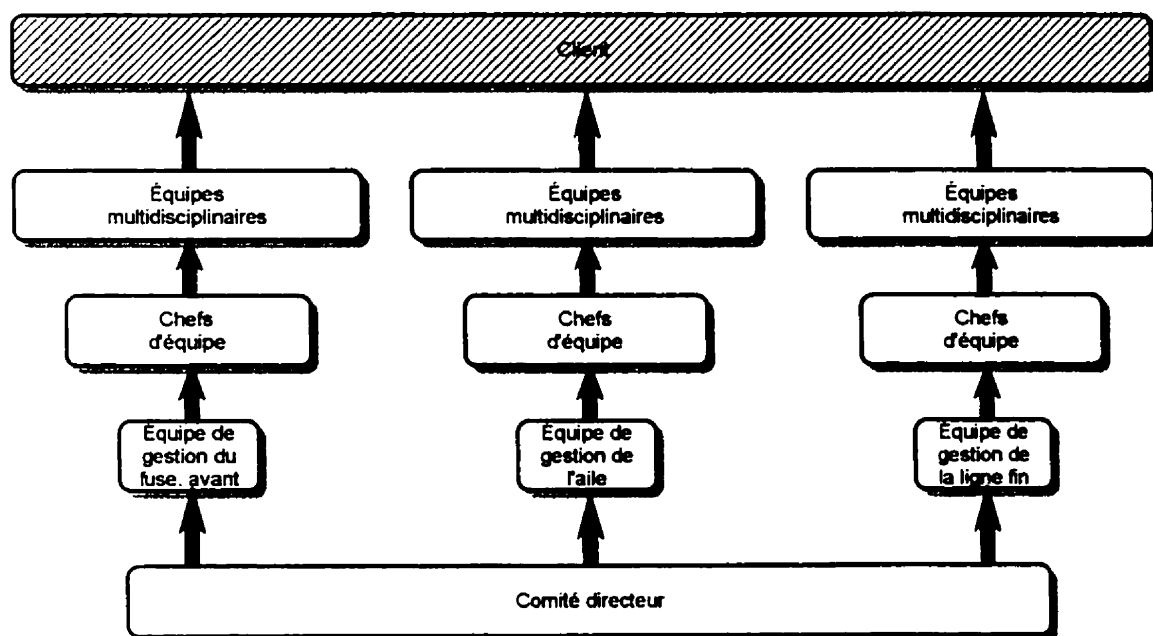 Client
Équipes
multidisciplinaires
Équipes
multidisciplinaires
Équipes
multidisciplinaires
Chefs
d'équipe
Chefs
d'équipe
Chefs
d'équipe
Équipe de
gestion du
fuse. avant
Équipe de
gestion de
l'aile
Équipe de
gestion de
la ligne fin
Comité directeur